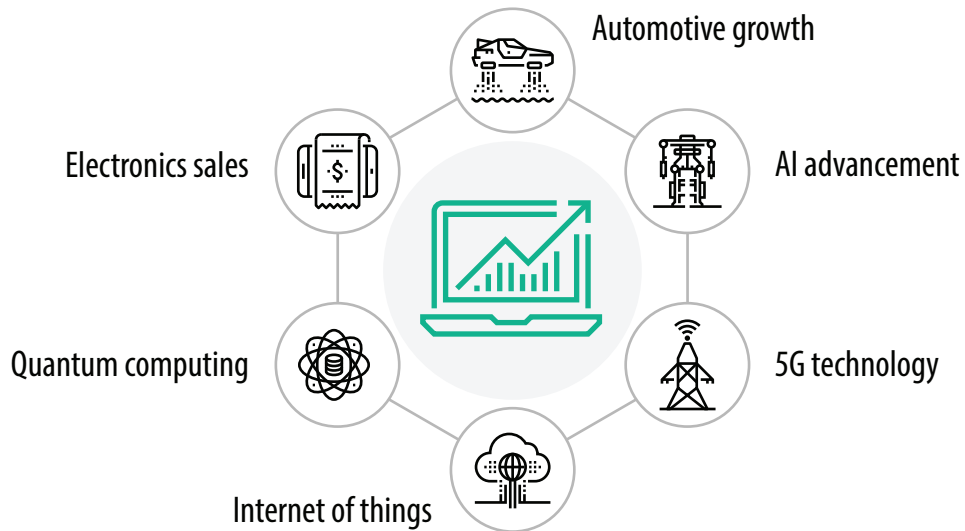 Automotive growth
Electronics sales
AI advancement
$
Quantum computing
5G technology
Internet of things